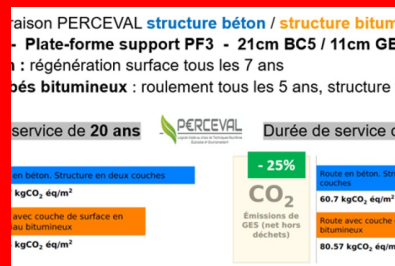 raison PERCEVAL structure béton / structure bitum
- Plate-forme support PF3 - 21cm BC5 / 11cm GB
: régénération surface tous les 7 ans
bés bitumineux : roulement tous les 5 ans, structure
service de 20 ans PERCEVAL Durée de service d
en béton. Structure en deux couches
kgCO2 éq/m²
avec couche de surface en
au bitumineux
kgCO2 éq/m²
- 25%
CO2
Émissions de
GES (net hors
déchets)
Route en béton. Str
couches
60.7 kgCO2 éq/m²
Route avec couche
bitumineux
80.57 kgCO2 éq/m